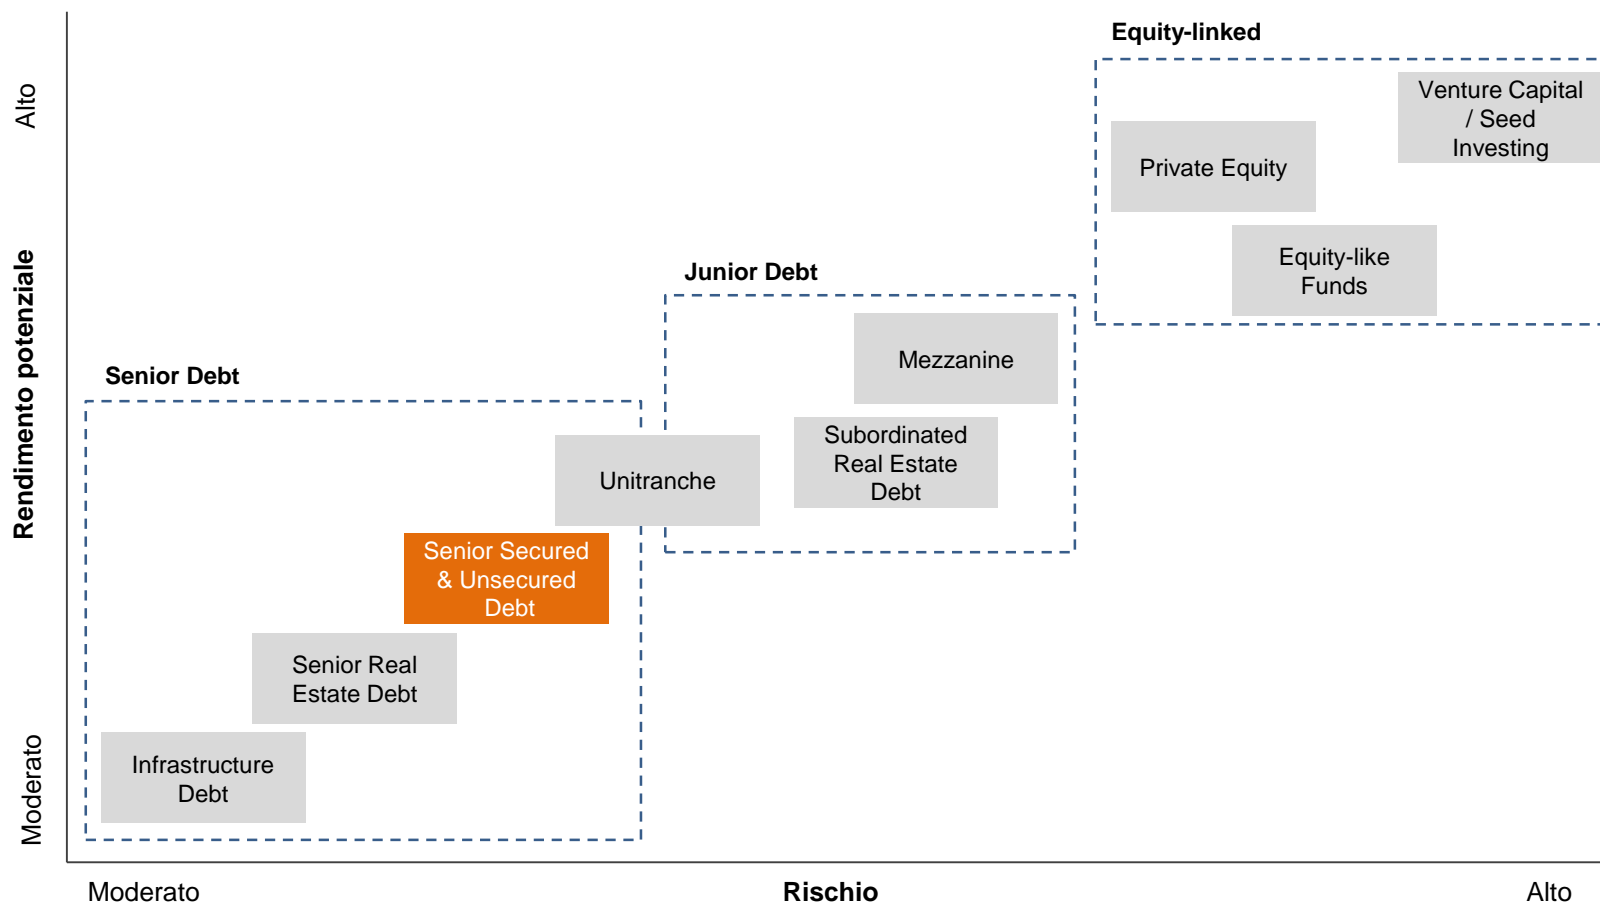 Equity-linked
Alto
Venture Capital
/ Seed
Investing
Private Equity
Equity-like
Funds
Rendimento potenziale
Junior Debt
Mezzanine
Senior Debt
Subordinated
Real Estate
Debt
Unitranche
Senior Secured
& Unsecured
Debt
Senior Real
Estate Debt
Moderato
Infrastructure
Debt
Moderato
Rischio
Alto